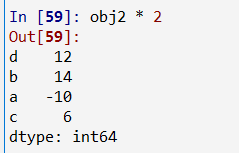 In [59]: obj2 * 2
Out[59]:
d    12
b    14
a   -10
c     6
dtype: int64